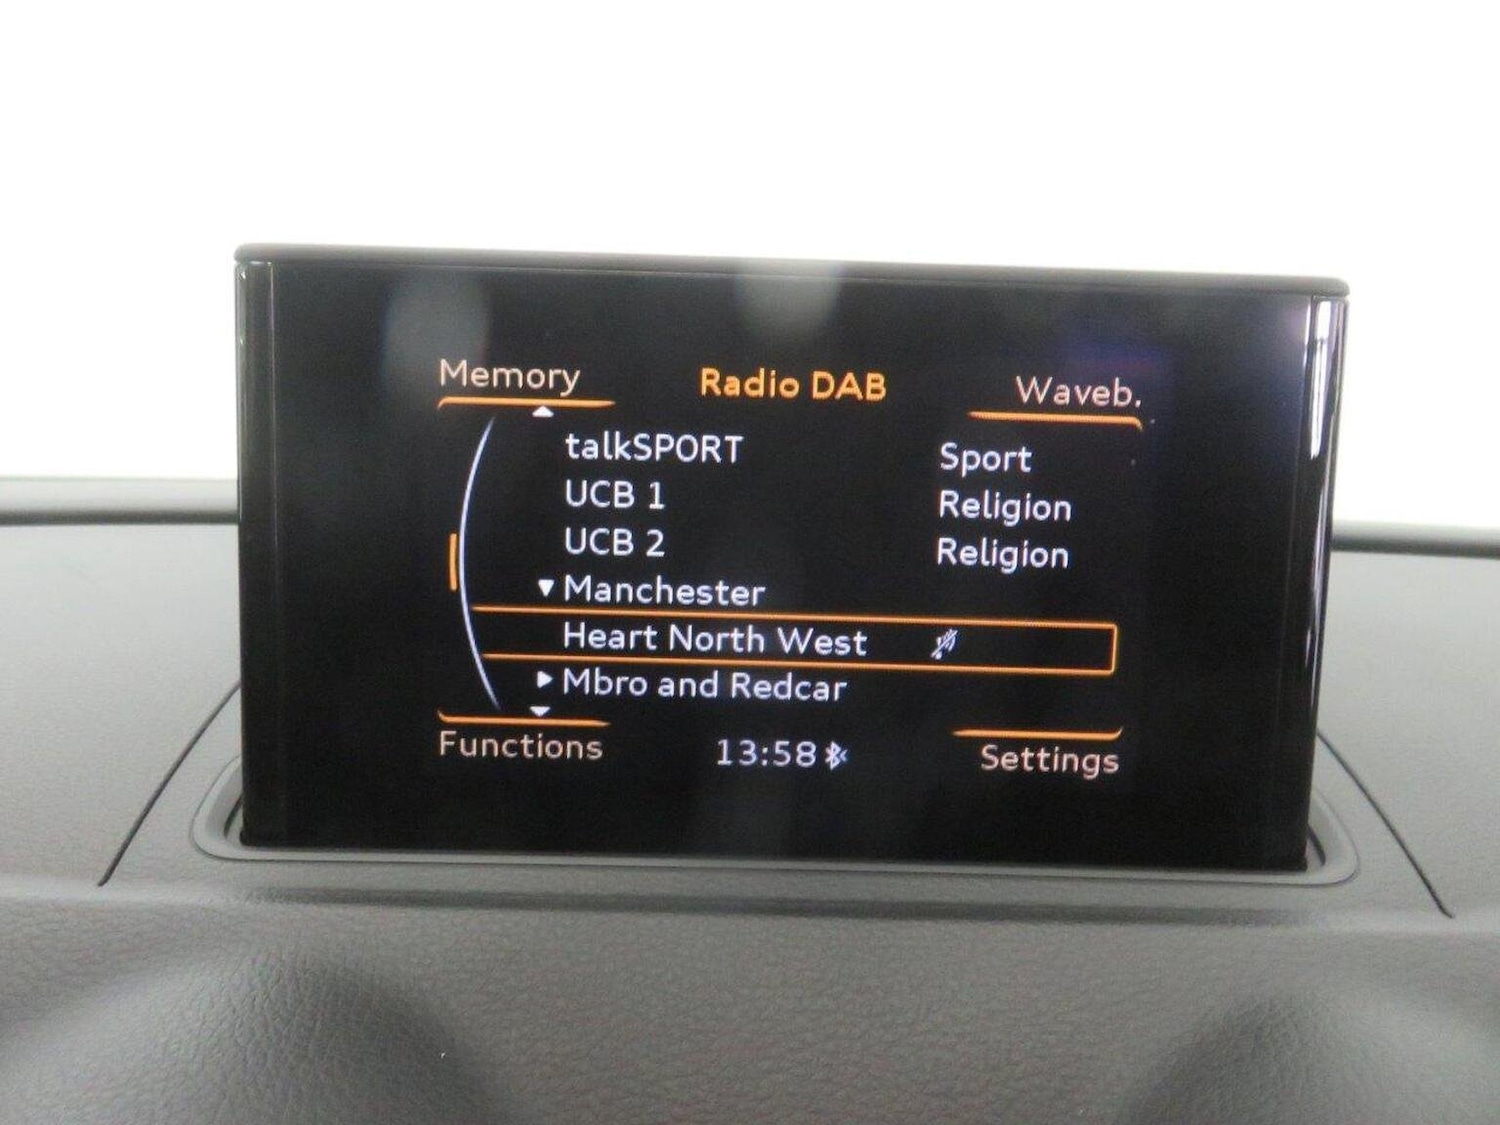 Memory Radio DAB Waveb.
talkSPORT Sport
UCB 1 Religion
UCB 2 Religion
Manchester
Heart North West
Mbro and Redcar
Functions 13:58 Settings